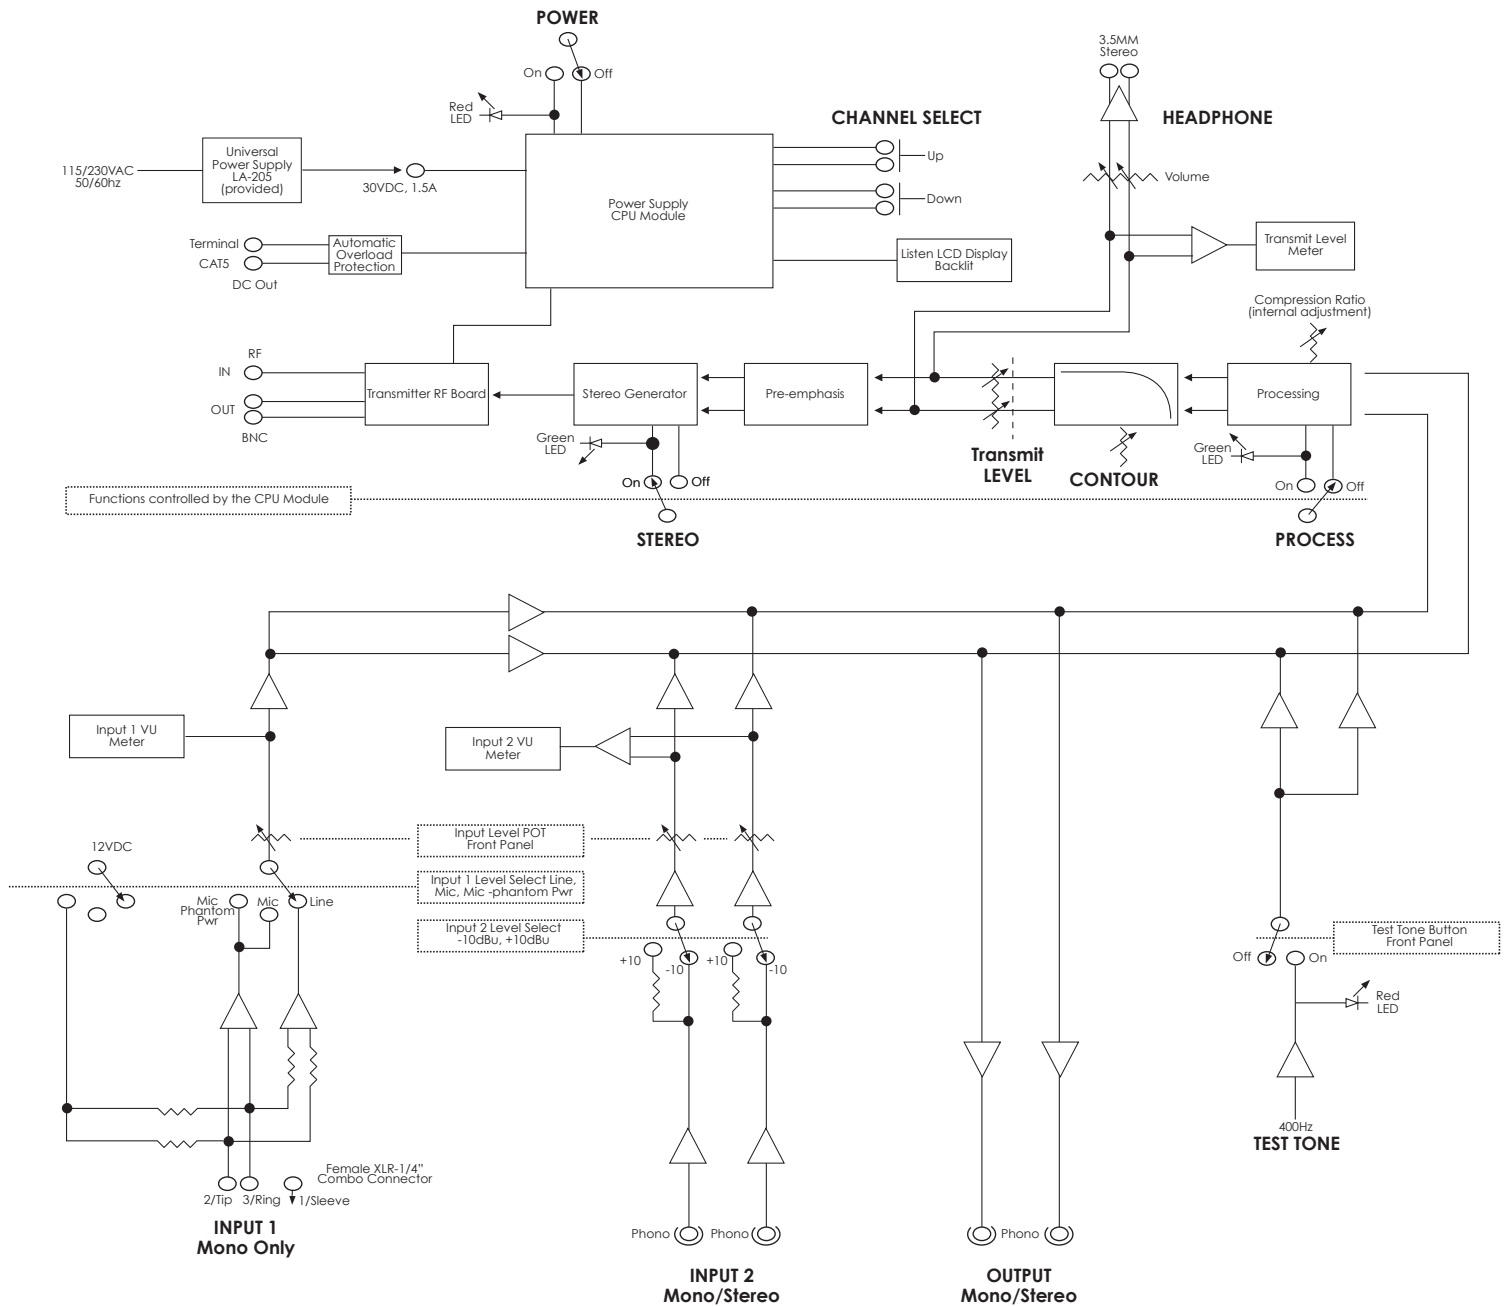 POWER
On
Off
Red
LED
3.5MM
Stereo
CHANNEL SELECT
HEADPHONE
Universal
Power Supply
LA-205
(provided)
115/230VAC
50/60hz
30VDC, 1.5A
Power Supply
CPU Module
Up
Down
Volume
Terminal
CAT5
DC Out
Automatic
Overload
Protection
Listen LCD Display
Backlit
Transmit Level
Meter
Compression Ratio
(internal adjustment)
RF
IN
OUT
BNC
Transmitter RF Board
Stereo Generator
Pre-emphasis
Processing
Green
LED
On
Off
STEREO
Transmit
LEVEL
CONTOUR
Green
LED
On
Off
PROCESS
Functions controlled by the CPU Module
Input 1 VU
Meter
Input 2 VU
Meter
12VDC
Input Level POT
Front Panel
Input 1 Level Select Line,
Mic, Mic -phantom Pwr
Input 2 Level Select
-10dBu, +10dBu
Mic
Phantom
Pwr
Mic
Line
+10
-10
+10
-10
Test Tone Button
Front Panel
Off
On
Red
LED
400Hz
TEST TONE
Female XLR-1/4"
Combo Connector
2/Tip
3/Ring
1/Sleeve
INPUT 1
Mono Only
Phono
Phono
INPUT 2
Mono/Stereo
Phono
OUTPUT
Mono/Stereo